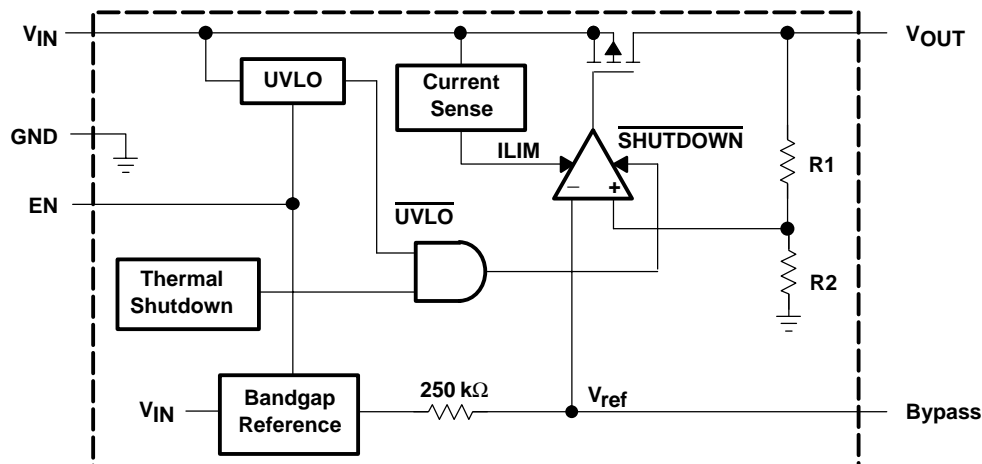 VIN
VOUT
UVLO
Current
Sense
GND
SHUTDOWN
ILIM
R1
− +
EN
UVLO
Thermal
Shutdown
R2
250 kΩ
VIN
Bandgap
Reference
Vref
Bypass